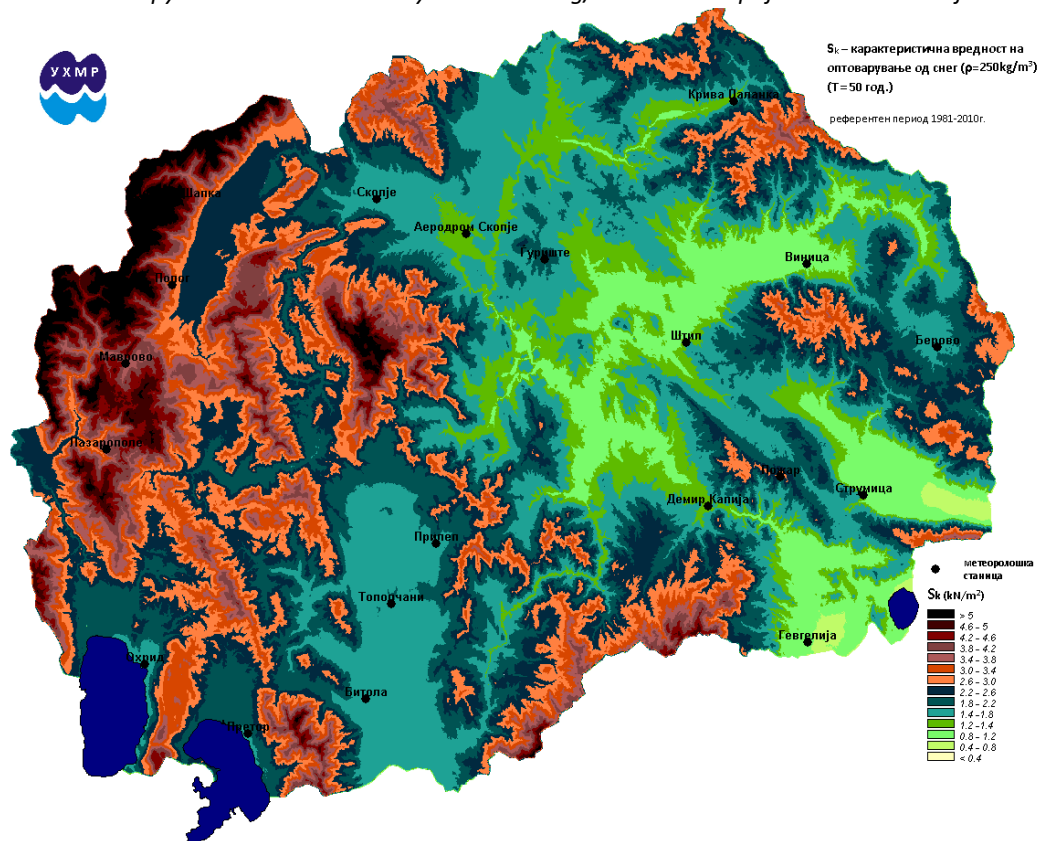 УХМР
Sk – карактеристична вредност на
оптоварување од снег (ρ=250kg/m³)
(Т=50 год.)
референтен период 1981-2010г.
Крива Паланка
Скопје
Аеродром Скопје
Ѓуриште
Виница
Попог
Штип
Берово
Маврово
Лазарополе
Пожар
Струмица
Демир Капија
Прилеп
Топочани
Гевгелија
Охрид
Битола
Претор
метеоролошка
станица
Sk (kN/m²)
> 5
4.6 – 5
4.2 – 4.6
3.8 – 4.2
3.4 – 3.8
3.0 – 3.4
2.6 – 3.0
2.2 – 2.6
1.8 – 2.2
1.4 – 1.8
1.2 – 1.4
0.8 – 1.2
0.4 – 0.8
< 0.4